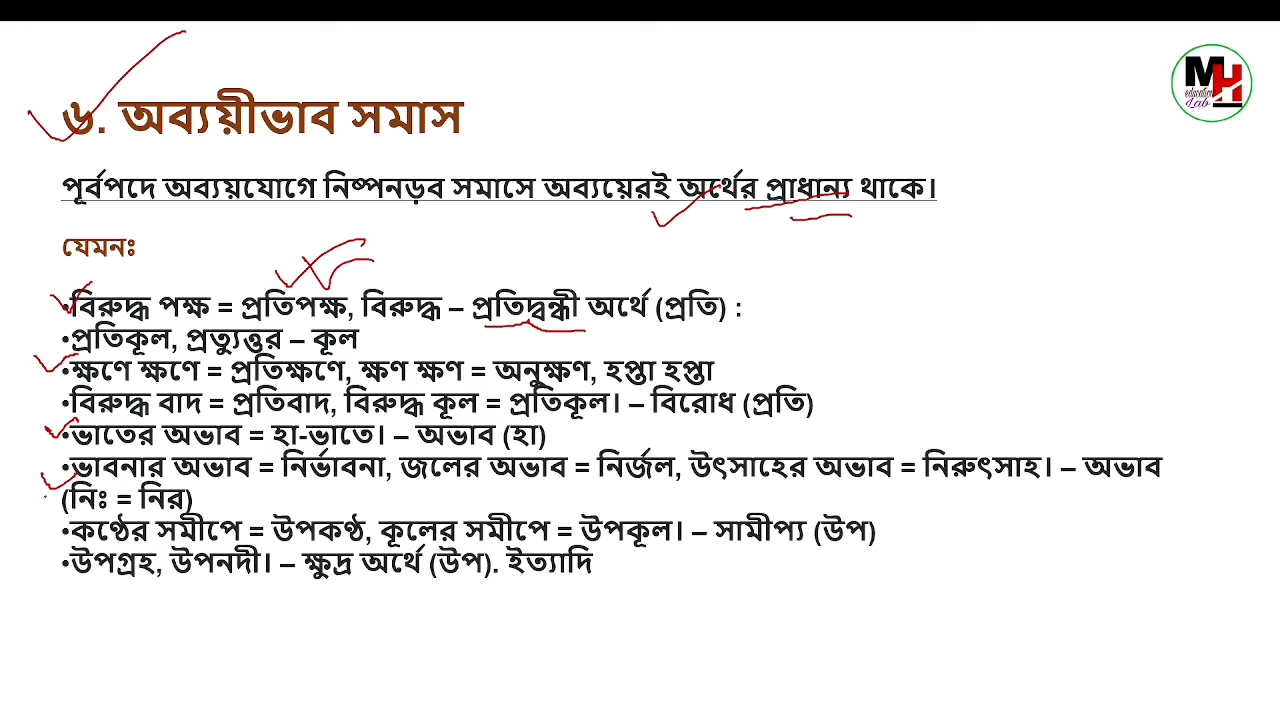 MH
education
Lab
৬. অব্যয়ীভাব সমাস
পূর্বপদে অব্যয়যোগে নিষ্পনড়ব সমাসে অব্যয়েরই অর্থের প্রাধান্য থাকে।
যেমনঃ
•বিরুদ্ধ পক্ষ = প্রতিপক্ষ, বিরুদ্ধ – প্রতিদ্বন্ধী অর্থে (প্রতি) :
•প্রতিকূল, প্রত্যুত্তর – কূল
•ক্ষণে ক্ষণে = প্রতিক্ষণে, ক্ষণ ক্ষণ = অনুক্ষণ, হপ্তা হপ্তা
•বিরুদ্ধ বাদ = প্রতিবাদ, বিরুদ্ধ কূল = প্রতিকূল। – বিরোধ (প্রতি)
•ভাতের অভাব = হা-ভাতে। – অভাব (হা)
•ভাবনার অভাব = নির্ভাবনা, জলের অভাব = নির্জল, উৎসাহের অভাব = নিরুৎসাহ। – অভাব
(নিঃ = নির)
•কণ্ঠের সমীপে = উপকণ্ঠ, কূলের সমীপে = উপকূল। – সামীপ্য (উপ)
•উপগ্রহ, উপনদী। – ক্ষুদ্র অর্থে (উপ). ইত্যাদি